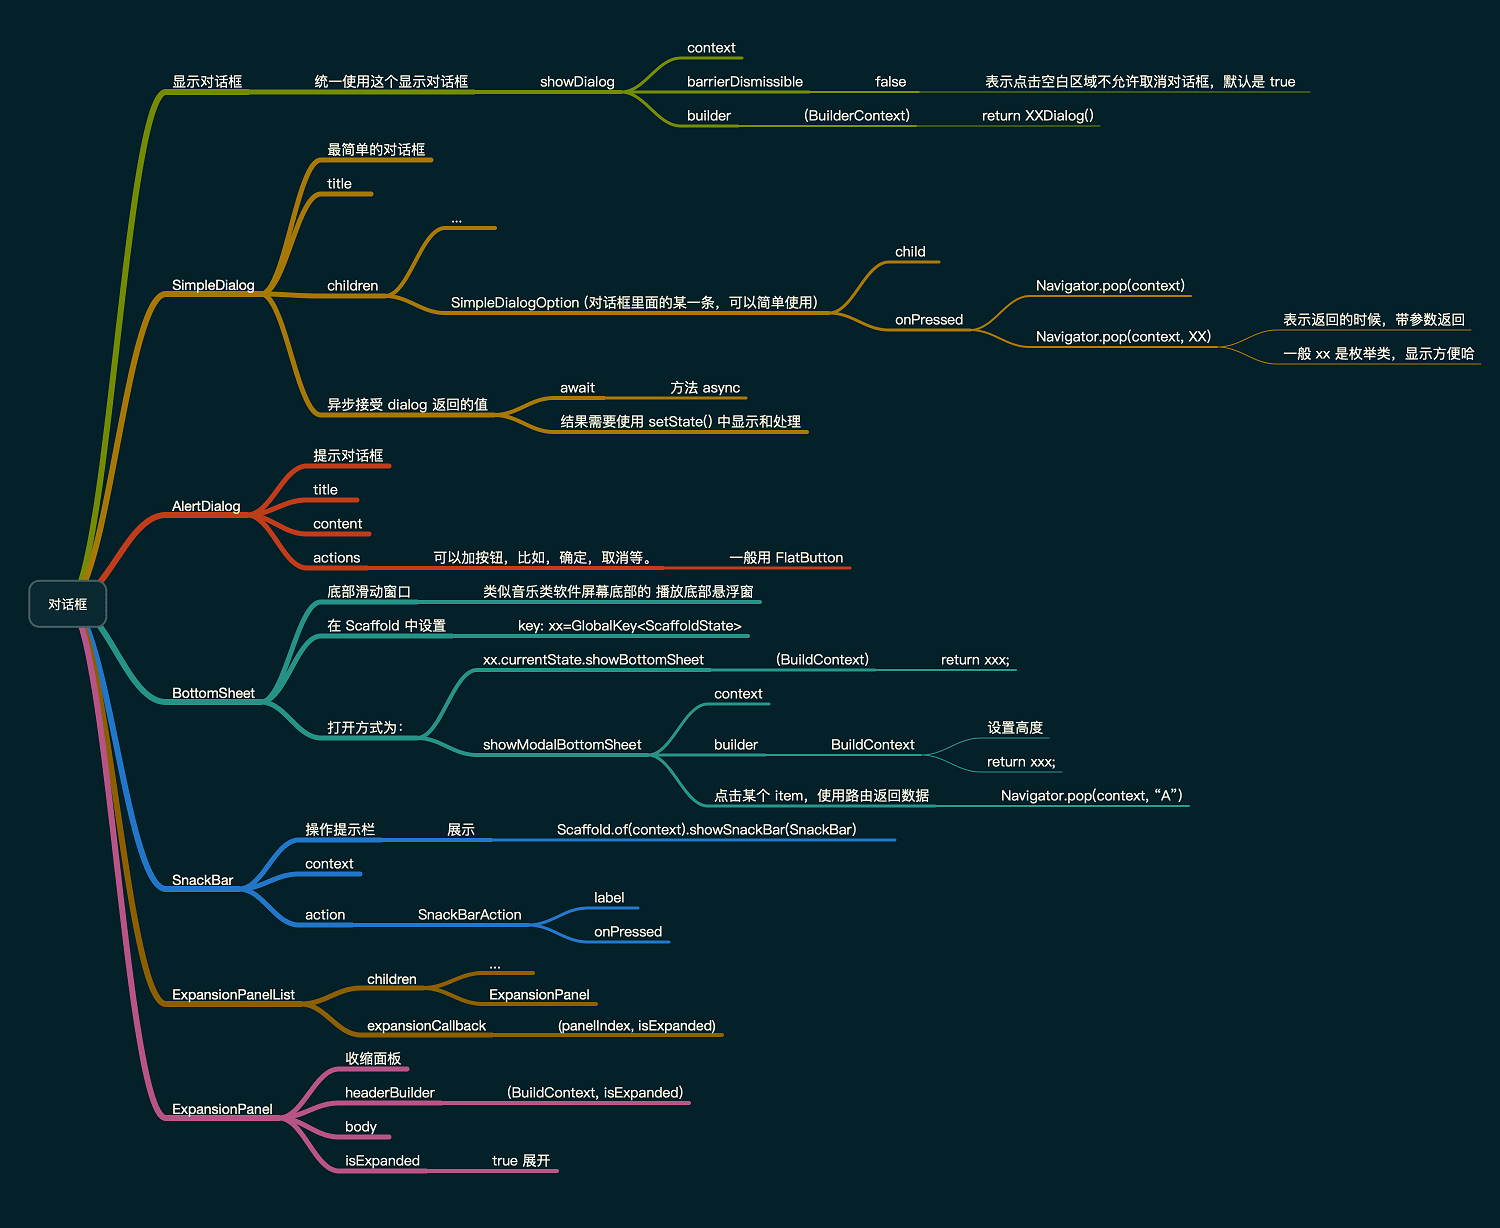 对话框
显示对话框
统一使用这个显示对话框
showDialog
context
barrierDismissible
false
表示点击空白区域不允许取消对话框，默认是 true
builder
(BuilderContext)
return XXDialog()
SimpleDialog
最简单的对话框
title
children
...
SimpleDialogOption (对话框里面的某一条，可以简单使用)
child
onPressed
Navigator.pop(context)
Navigator.pop(context, XX)
表示返回的时候，带参数返回
一般 xx 是枚举类，显示方便哈
异步接受 dialog 返回的值
await
方法 async
结果需要使用 setState() 中显示和处理
AlertDialog
提示对话框
title
content
actions
可以加按钮，比如，确定，取消等。
一般用 FlatButton
BottomSheet
底部滑动窗口
类似音乐类软件屏幕底部的 播放底部悬浮窗
在 Scaffold 中设置
key: xx=GlobalKey<ScaffoldState>
打开方式为：
xx.currentState.showBottomSheet
(BuildContext)
return xxx;
showModalBottomSheet
context
builder
BuildContext
设置高度
return xxx;
点击某个 item，使用路由返回数据
Navigator.pop(context, “A”)
SnackBar
操作提示栏
展示
Scaffold.of(context).showSnackBar(SnackBar)
context
action
SnackBarAction
label
onPressed
ExpansionPanelList
children
...
ExpansionPanel
expansionCallback
(panelIndex, isExpanded)
ExpansionPanel
收缩面板
headerBuilder
(BuildContext, isExpanded)
body
isExpanded
true 展开